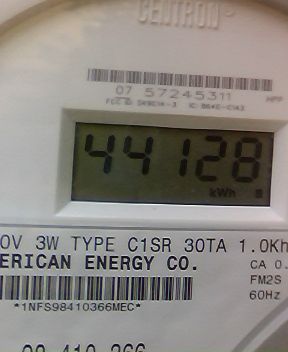 CENTRON
07 57245311
44128
kWh
0V 3W TYPE C1SR 30TA 1.0Kh
ERICAN ENERGY CO.
CA 0.
FM2S
60Hz
*1NFS98410366MEC*